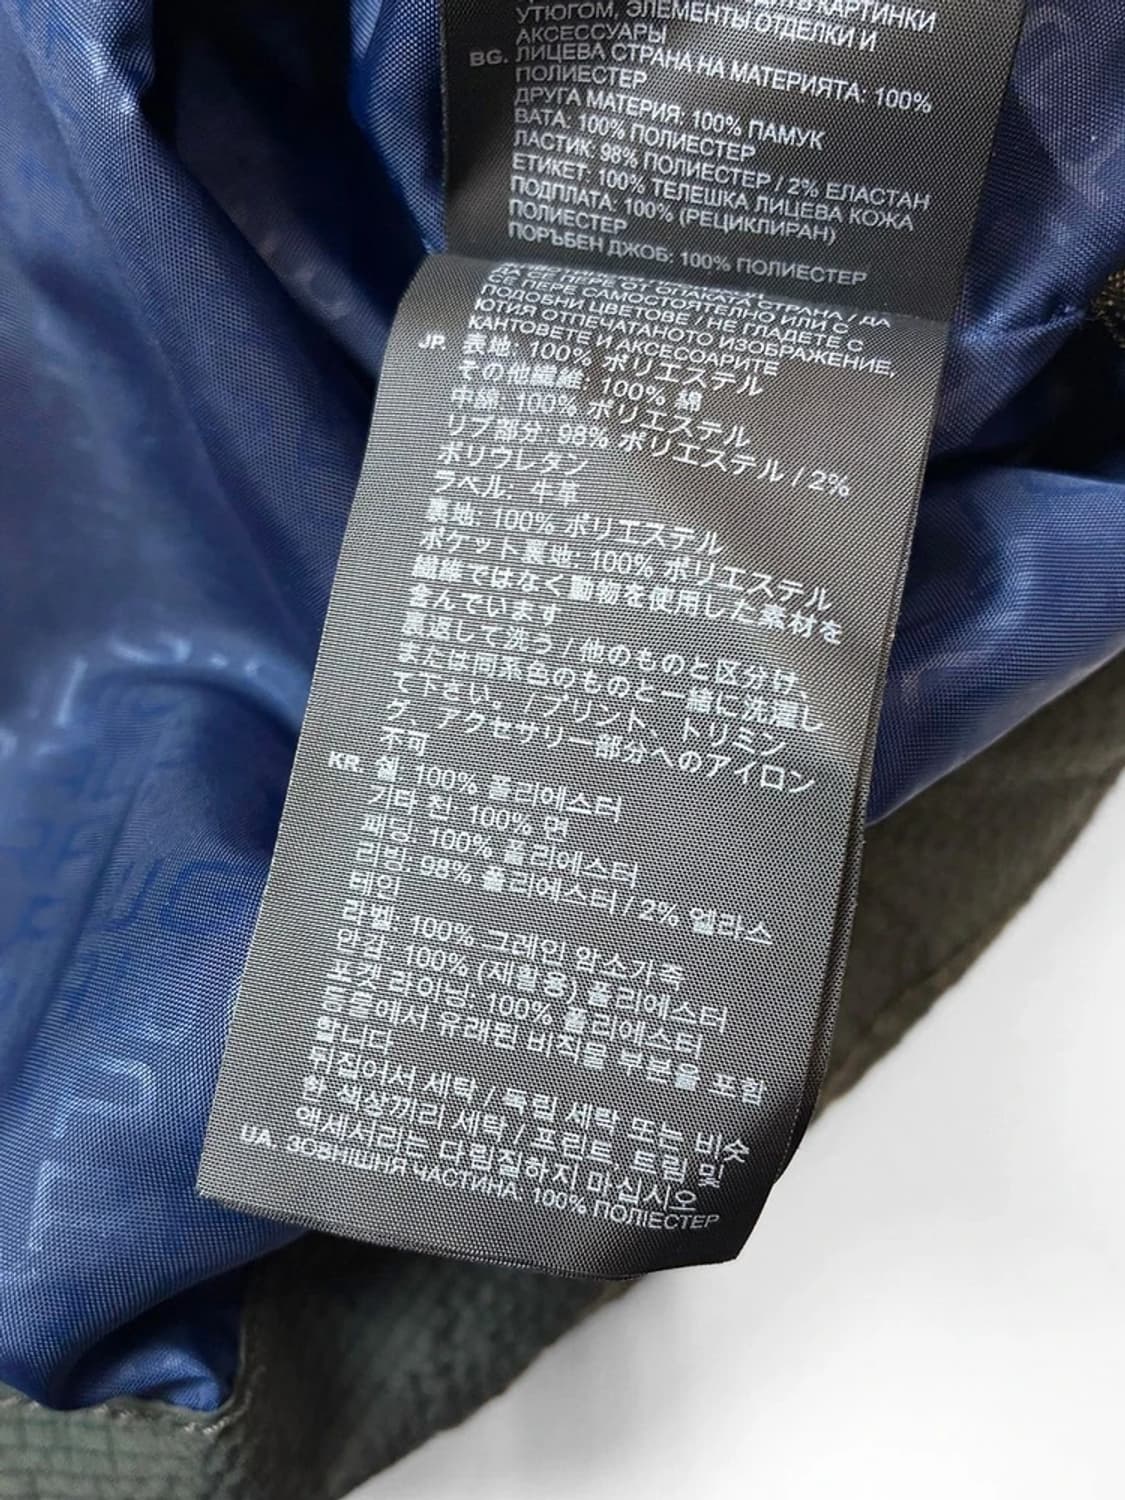 КАРТИНКИ
УТЮГОМ, ЭЛЕМЕНТЫ ОТДЕЛКИ И
АКСЕССУАРЫ
BG. ЛИЦЕВА СТРАНА НА МАТЕРИЯТА: 100%
ПОЛИЕСТЕР
ДРУГА МАТЕРИЯ: 100% ПАМУК
ВАТА: 100% ПОЛИЕСТЕР
ЛАСТИК: 98% ПОЛИЕСТЕР / 2% ЕЛАСТАН
ЕТИКЕТ: 100% ТЕЛЕШКА ЛИЦЕВА КОЖА
ПОДПЛАТА: 100% (РЕЦИКЛИРАН)
ПОЛИЕСТЕР
ПОРЪБЕН ДЖОБ: 100% ПОЛИЕСТЕР
ДА СЕ ПЕРЕ ОТ ОПАКАТА СТРАНА / ДА
СЕ ПЕРЕ САМОСТОЯТЕЛНО ИЛИ С
ПОДОБНИ ЦВЕТОВЕ / НЕ ГЛАДЕТЕ С
ЮТИЯ ОТПЕЧАТАНОТО ИЗОБРАЖЕНИЕ,
КАНТОВЕТЕ И АКСЕСОАРИТЕ
JP. 表地: 100% ポリエステル
その他繊維: 100% 綿
中綿: 100% ポリエステル
リブ部分: 98% ポリエステル / 2%
ポリウレタン
ラベル: 牛革
裏地: 100% ポリエステル
ポケット裏地: 100% ポリエステル
繊維ではなく動物を使用した素材を
含んでいます
裏返して洗う / 他のものと区分け、
または同系色のものと一緒に洗濯し
て下さい。/ プリント、トリミン
グ、アクセサリー部分へのアイロン
不可
KR. 쉘 100% 폴리에스터
기타 천 100% 면
패딩: 100% 폴리에스터
리브: 98% 폴리에스터 / 2% 엘라스
테인
라벨: 100% 그레인 암소가죽
안감: 100% (재활용) 폴리에스터
포켓 라이닝: 100% 폴리에스터
동물에서 유래된 비직물 부분을 포함
합니다
뒤집어서 세탁 / 독립 세탁 또는 비슷
한 색상끼리 세탁 / 프린트, 트림 및
액세서리는 다림질하지 마십시오
UA. ЗОВНІШНЯ ЧАСТИНА: 100% ПОЛІЕСТЕР